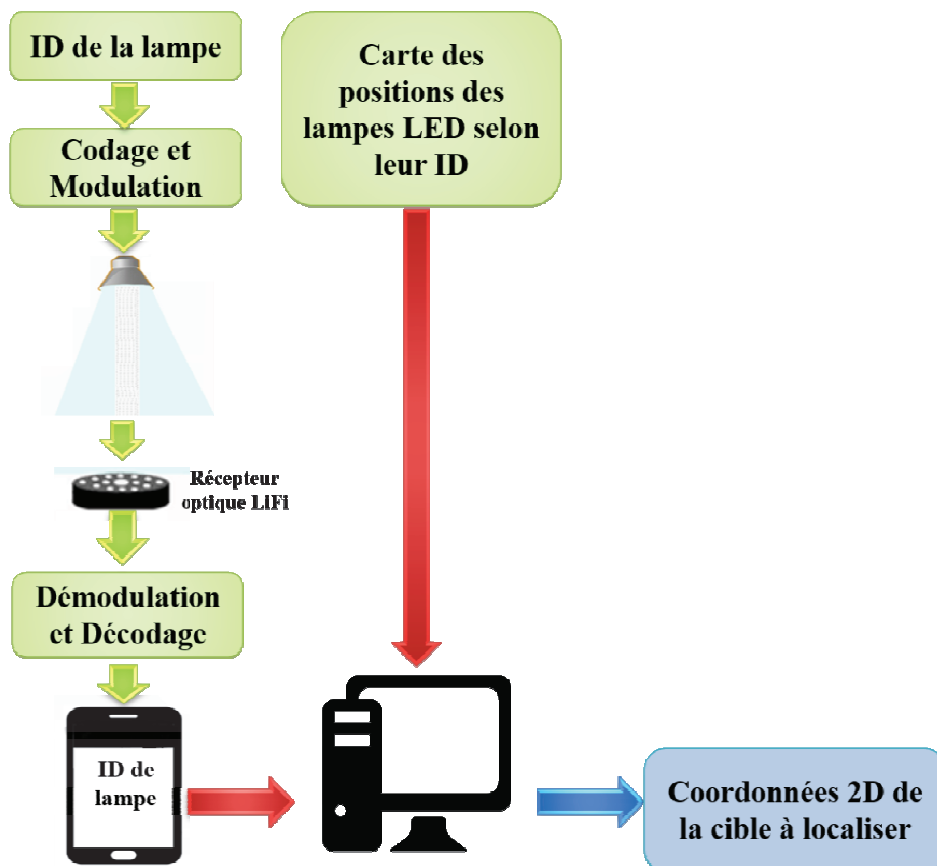 ID de la lampe
Codage et
Modulation
Carte des
positions des
lampes LED selon
leur ID
Récepteur
optique LiFi
Démodulation
et Décodage
ID de
lampe
Coordonnées 2D de
la cible à localiser